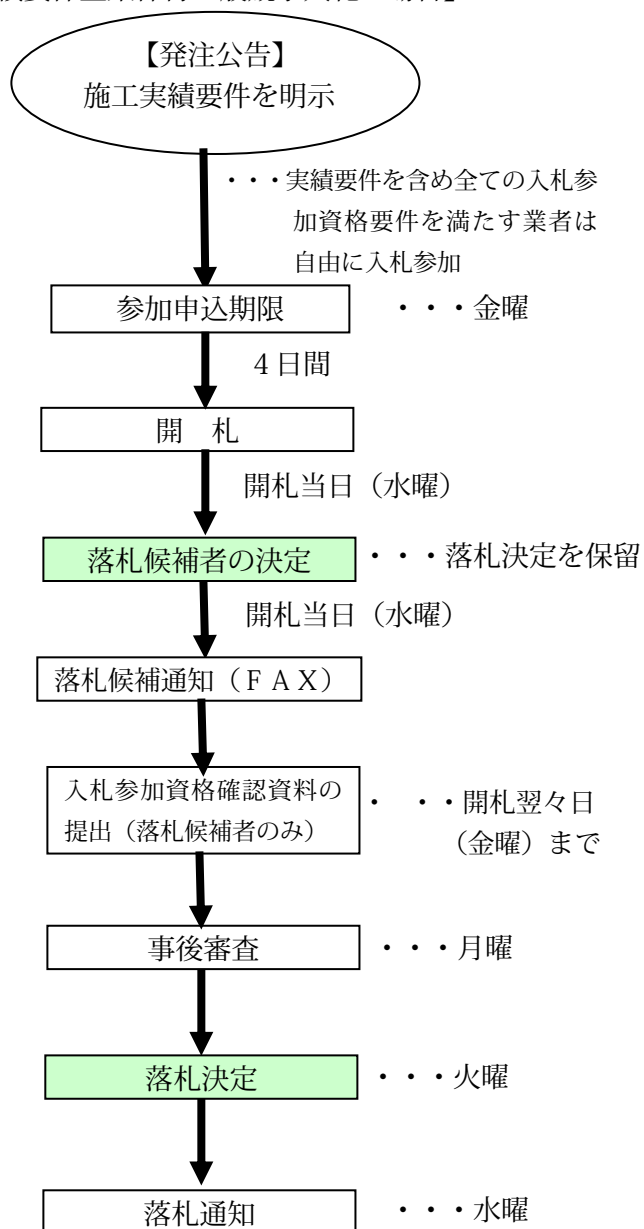 【発注公告】
施工実績要件を明示
・・・実績要件を含め全ての入札参
加資格要件を満たす業者は
自由に入札参加
参加申込期限　・・・金曜
４日間
開　札
開札当日（水曜）
落札候補者の決定　・・・落札決定を保留
開札当日（水曜）
落札候補通知（ＦＡＸ）
入札参加資格確認資料の
提出（落札候補者のみ）
・　・・開札翌々日
（金曜）まで
事後審査　・・・月曜
落札決定　・・・火曜
落札通知　・・・水曜